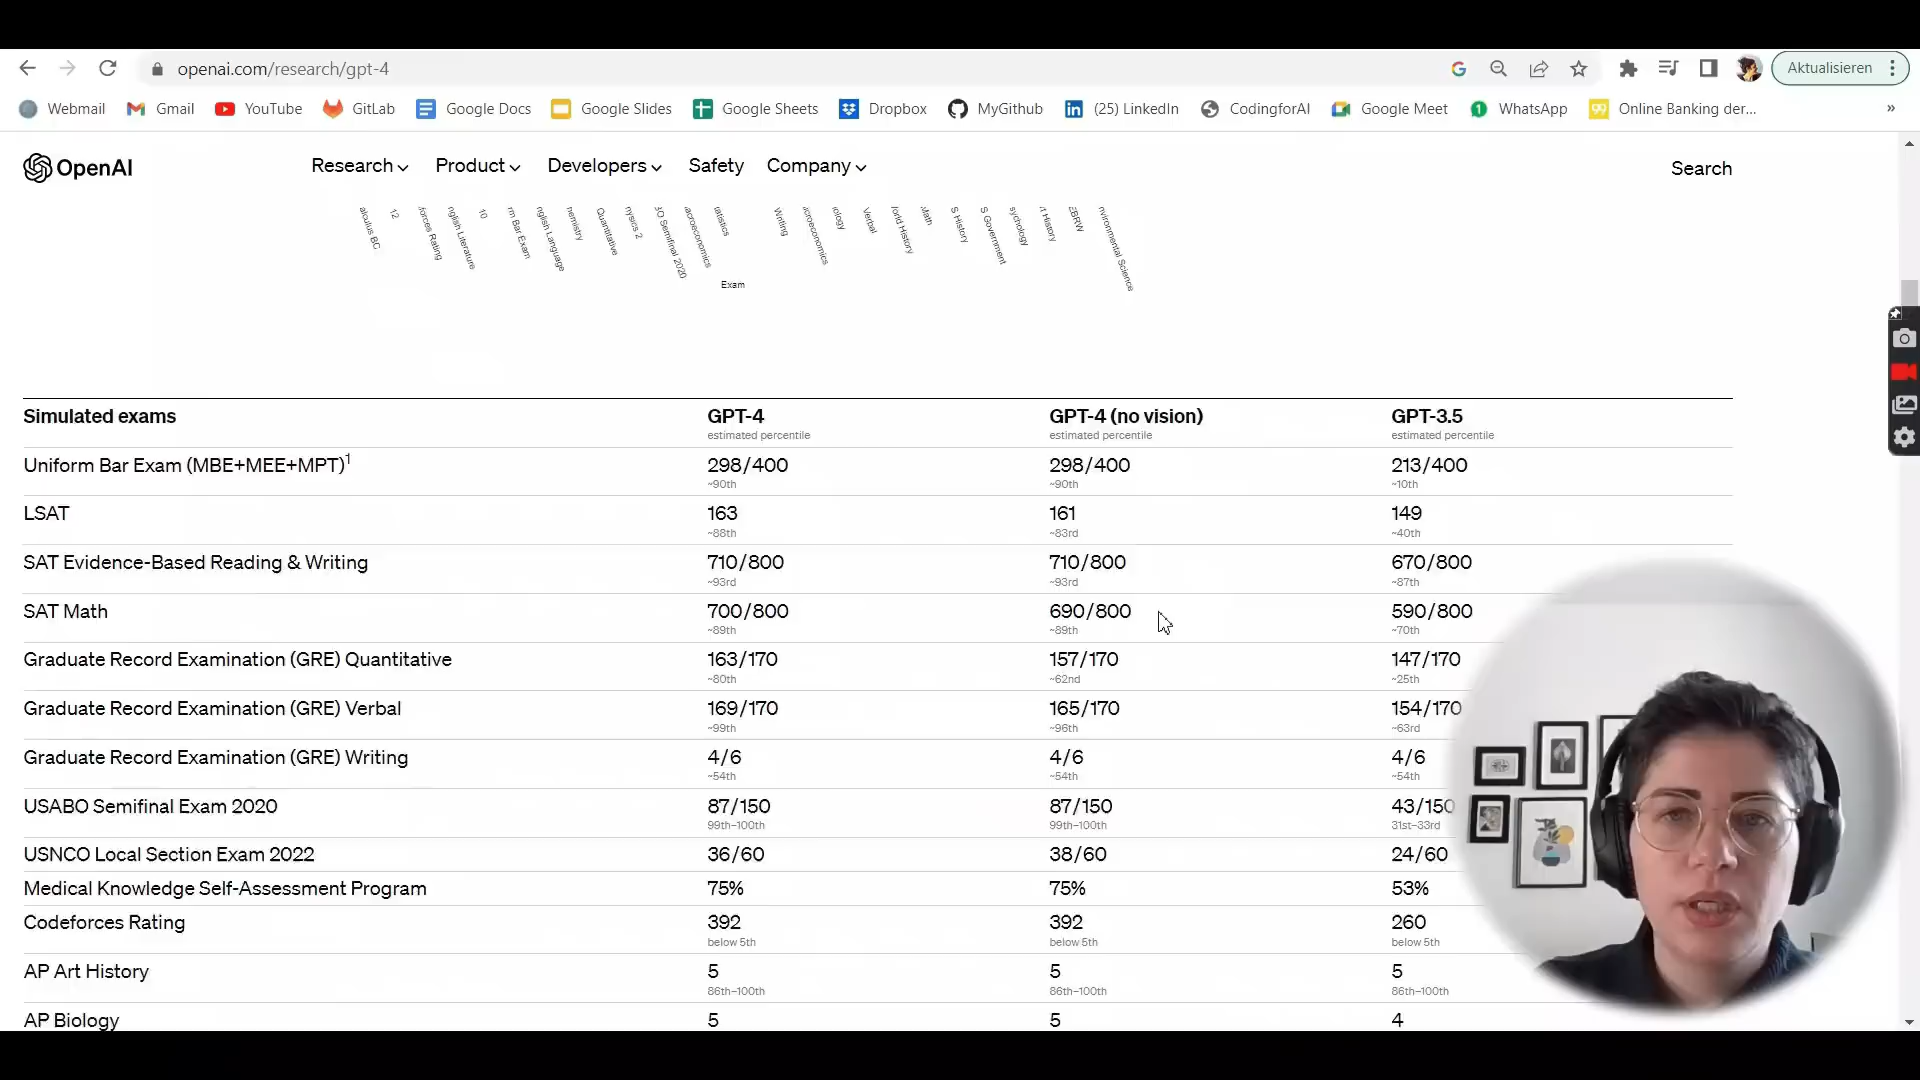 openai.com/research/gpt-4
Aktualisieren
Webmail Gmail YouTube GitLab Google Docs Google Slides Google Sheets Dropbox MyGithub (25) LinkedIn CodingforAI Google Meet WhatsApp Online Banking der... »
OpenAI Research Product Developers Safety Company Search
12 10
Exam
Simulated exams GPT-4 GPT-4 (no vision) GPT-3.5
estimated percentile estimated percentile estimated percentile
Uniform Bar Exam (MBE+MEE+MPT)1 298/400 298/400 213/400
~90th ~90th ~10th
LSAT 163 161 149
~88th ~83rd ~40th
SAT Evidence-Based Reading & Writing 710/800 710/800 670/800
~93rd ~93rd ~87th
SAT Math 700/800 690/800 590/800
~89th ~89th ~70th
Graduate Record Examination (GRE) Quantitative 163/170 157/170 147/170
~80th ~62nd ~25th
Graduate Record Examination (GRE) Verbal 169/170 165/170 154/170
~99th ~96th ~63rd
Graduate Record Examination (GRE) Writing 4/6 4/6 4/6
~54th ~54th ~54th
USABO Semifinal Exam 2020 87/150 87/150 43/150
99th–100th 99th–100th 31st–33rd
USNCO Local Section Exam 2022 36/60 38/60 24/60
Medical Knowledge Self-Assessment Program 75% 75% 53%
Codeforces Rating 392 392 260
below 5th below 5th below 5th
AP Art History 5 5 5
86th–100th 86th–100th 86th–100th
AP Biology 5 5 4